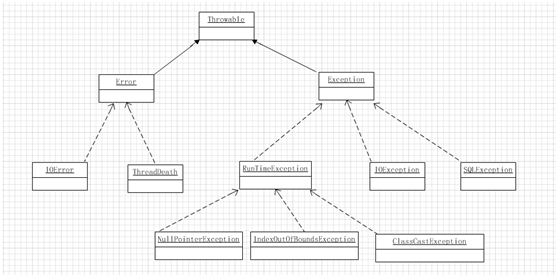 Throwable
Error
Exception
IOError
ThreadDeath
RunTimeException
IOException
SQLException
NullPointerException
IndexOutOfBoundsException
ClassCastException